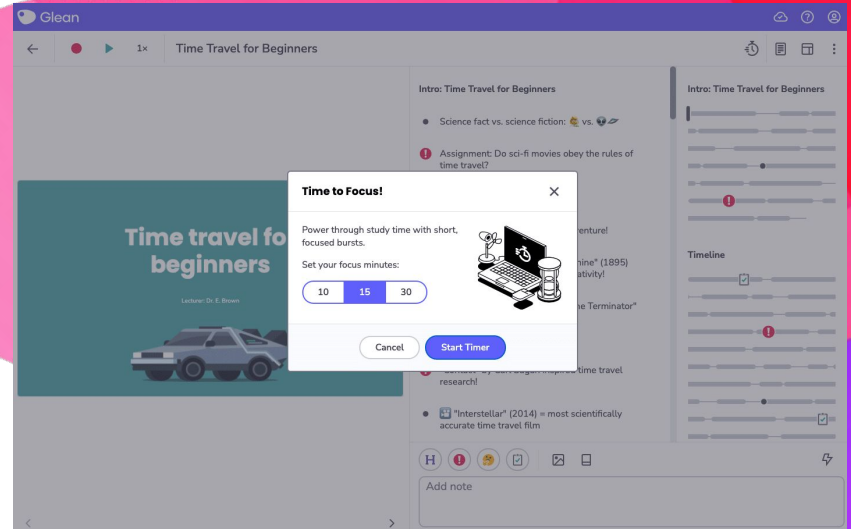 Glean
1×
Time Travel for Beginners
Intro: Time Travel for Beginners
Science fact vs. science fiction: vs.
Assignment: Do sci-fi movies obey the rules of
time travel?
venture!
hine" (1895)
ativity!
he Terminator"
time travel
research!
"Interstellar" (2014) = most scientifically
accurate time travel film
H
Add note
Intro: Time Travel for Beginners
Timeline
Time travel fo
beginners
Lecturer: Dr. E. Brown
Time to Focus!
Power through study time with short,
focused bursts.
Set your focus minutes:
10 15 30
Cancel
Start Timer